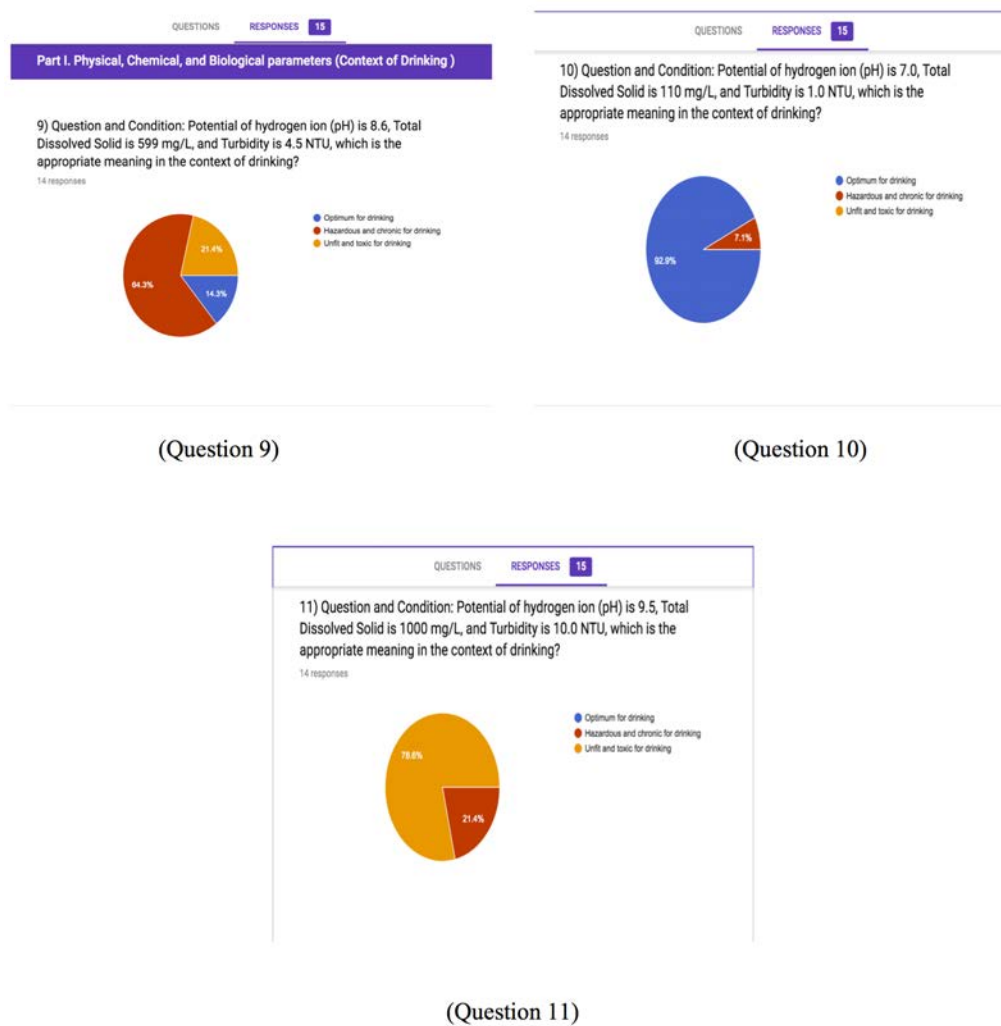 QUESTIONS RESPONSES 15
Part I. Physical, Chemical, and Biological parameters (Context of Drinking )
9) Question and Condition: Potential of hydrogen ion (pH) is 8.6, Total
Dissolved Solid is 599 mg/L, and Turbidity is 4.5 NTU, which is the
appropriate meaning in the context of drinking?
14 responses
Optimum for drinking
Hazardous and chronic for drinking
Unfit and toxic for drinking
21.4%
64.3%
14.3%
(Question 9)
QUESTIONS RESPONSES 15
10) Question and Condition: Potential of hydrogen ion (pH) is 7.0, Total
Dissolved Solid is 110 mg/L, and Turbidity is 1.0 NTU, which is the
appropriate meaning in the context of drinking?
14 responses
Optimum for drinking
Hazardous and chronic for drinking
Unfit and toxic for drinking
7.1%
92.9%
(Question 10)
QUESTIONS RESPONSES 15
11) Question and Condition: Potential of hydrogen ion (pH) is 9.5, Total
Dissolved Solid is 1000 mg/L, and Turbidity is 10.0 NTU, which is the
appropriate meaning in the context of drinking?
14 responses
Optimum for drinking
Hazardous and chronic for drinking
Unfit and toxic for drinking
78.6%
21.4%
(Question 11)